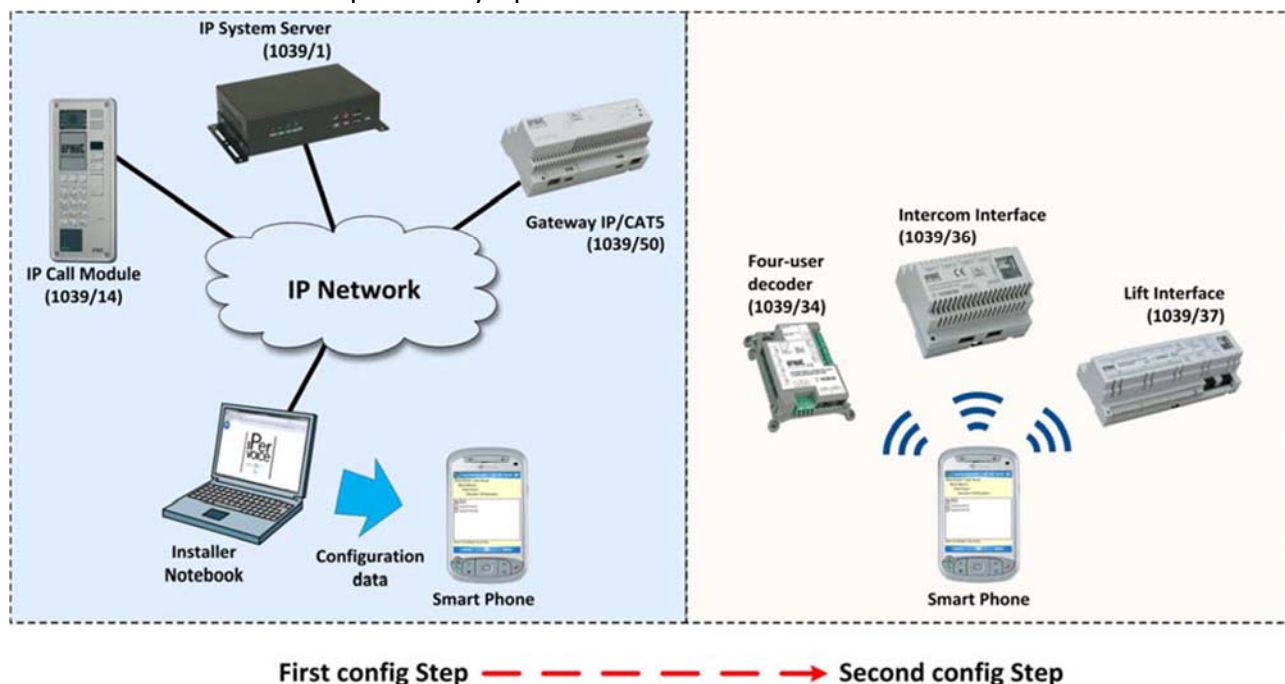 IP System Server
(1039/1)
IP Call Module
(1039/14)
Gateway IP/CAT5
(1039/50)
IP Network
iPer
VOICE
Installer
Notebook
Configuration
data
Smart Phone
Four-user
decoder
(1039/34)
Intercom Interface
(1039/36)
Lift Interface
(1039/37)
Smart Phone
First config Step
Second config Step